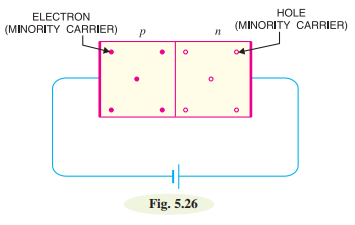 ELECTRON
(MINORITY CARRIER)
p
n
HOLE
(MINORITY CARRIER)
Fig. 5.26